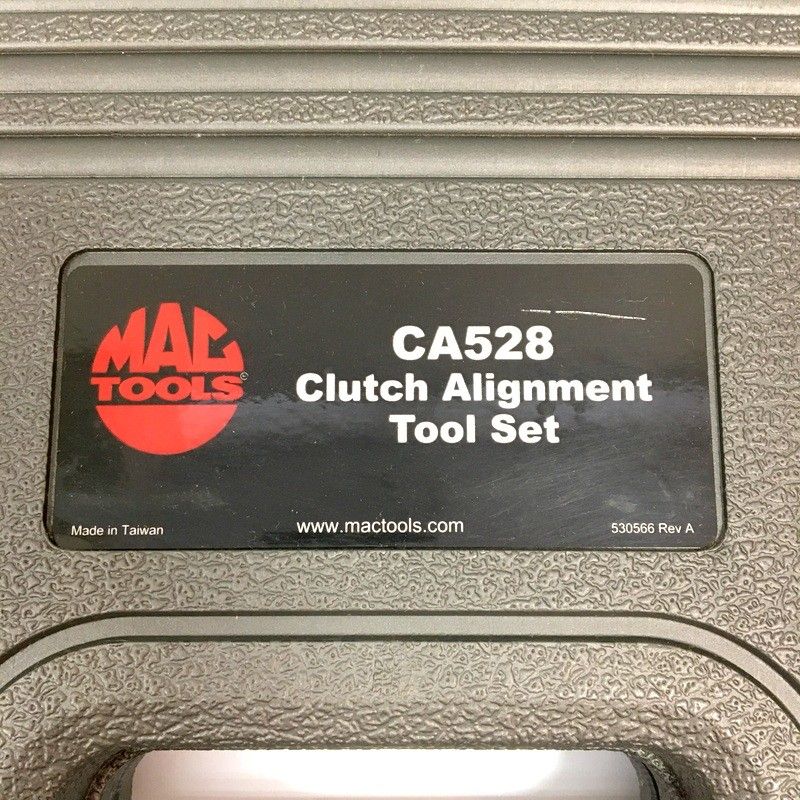 MAC
TOOLS
©
CA528
Clutch Alignment
Tool Set
Made in Taiwan
www.mactools.com
530566 Rev A